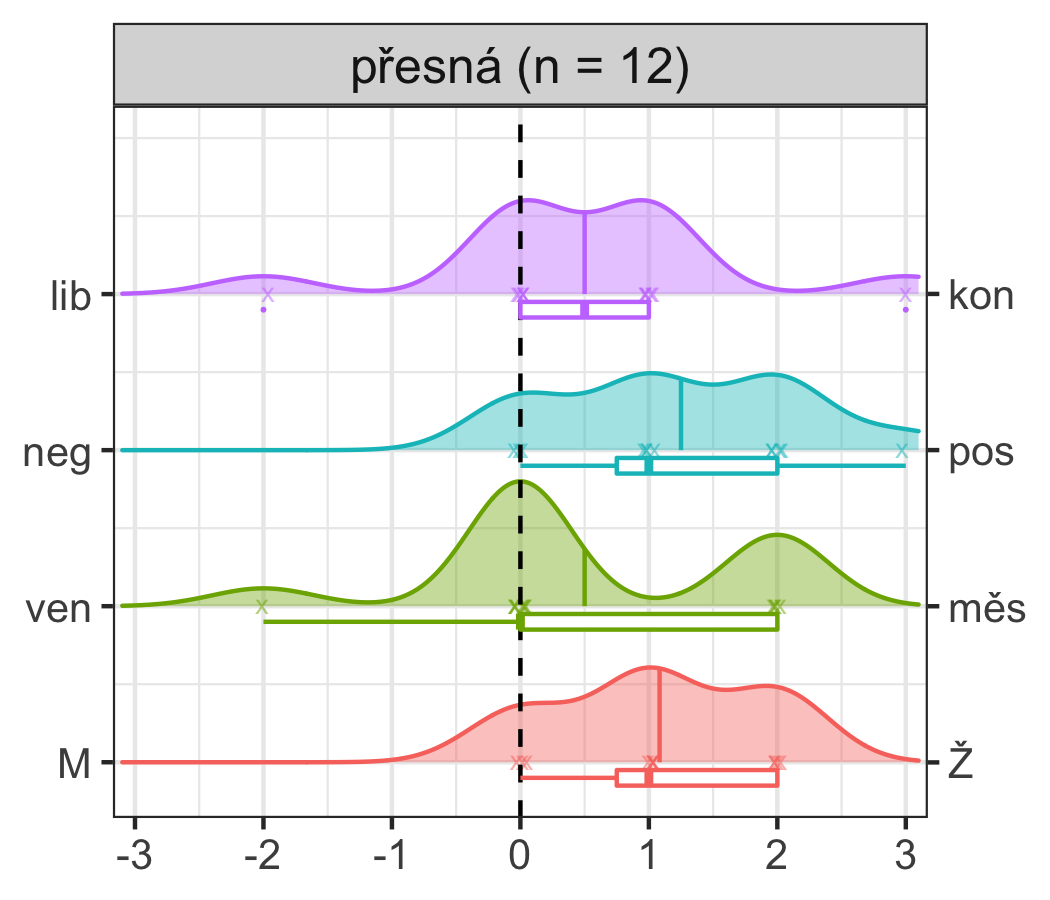 přesná (n = 12)
lib kon
neg pos
ven měs
M Ž
-3 -2 -1 0 1 2 3